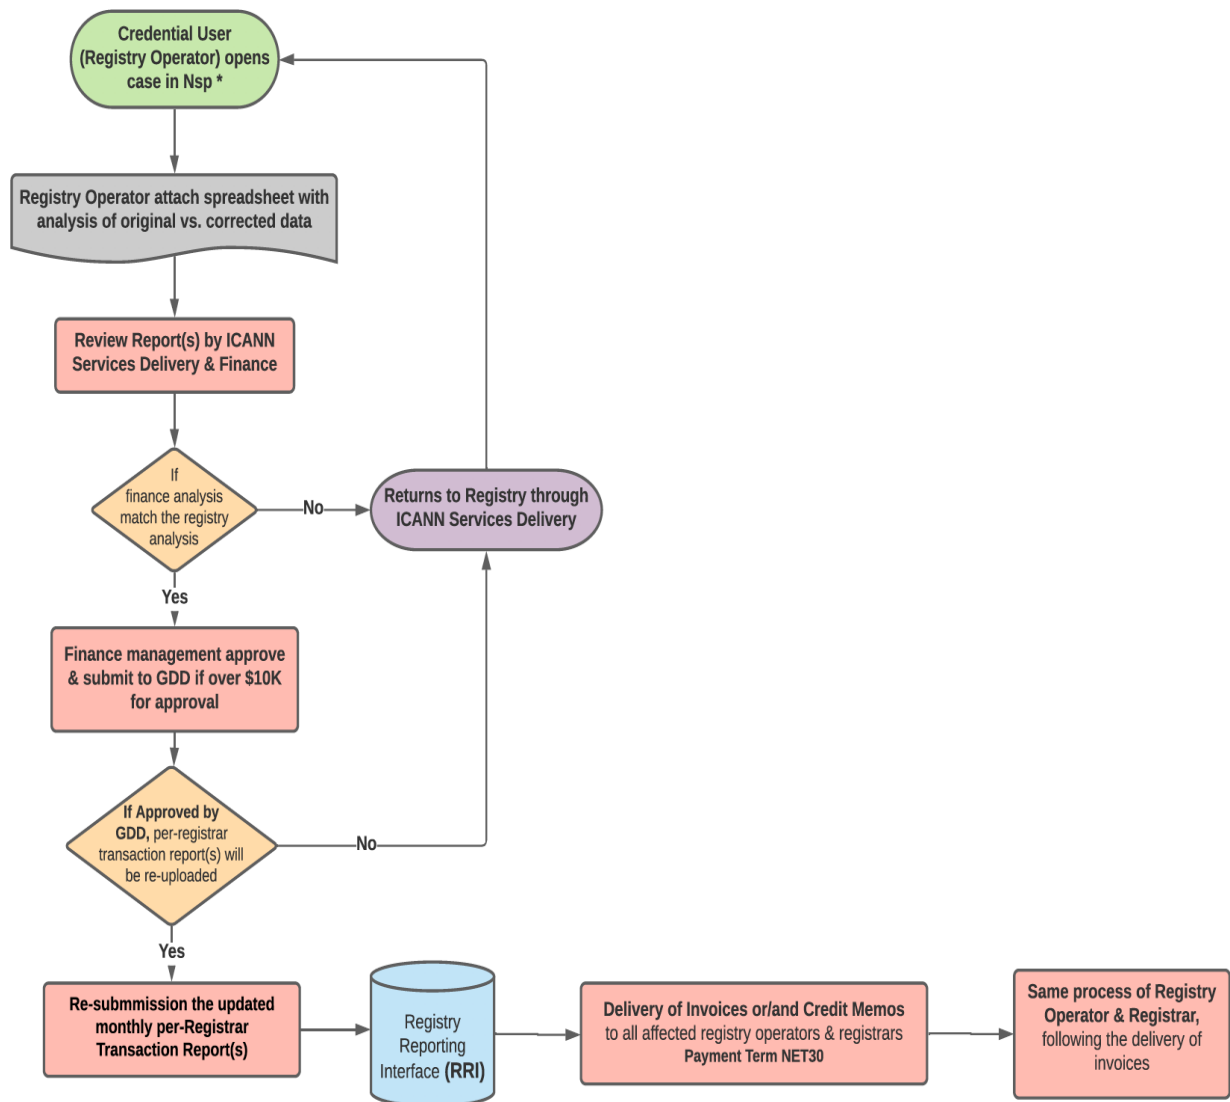 Credential User
(Registry Operator) opens
case in Nsp *
Registry Operator attach spreadsheet with
analysis of original vs. corrected data
Review Report(s) by ICANN
Services Delivery & Finance
If
finance analysis
match the registry
analysis
No
Returns to Registry through
ICANN Services Delivery
Yes
Finance management approve
& submit to GDD if over $10K
for approval
If Approved by
GDD, per-registrar
transaction report(s) will
be re-uploaded
No
Yes
Re-submmission the updated
monthly per-Registrar
Transaction Report(s)
Registry
Reporting
Interface (RRI)
Delivery of Invoices or/and Credit Memos
to all affected registry operators & registrars
Payment Term NET30
Same process of Registry
Operator & Registrar,
following the delivery of
invoices